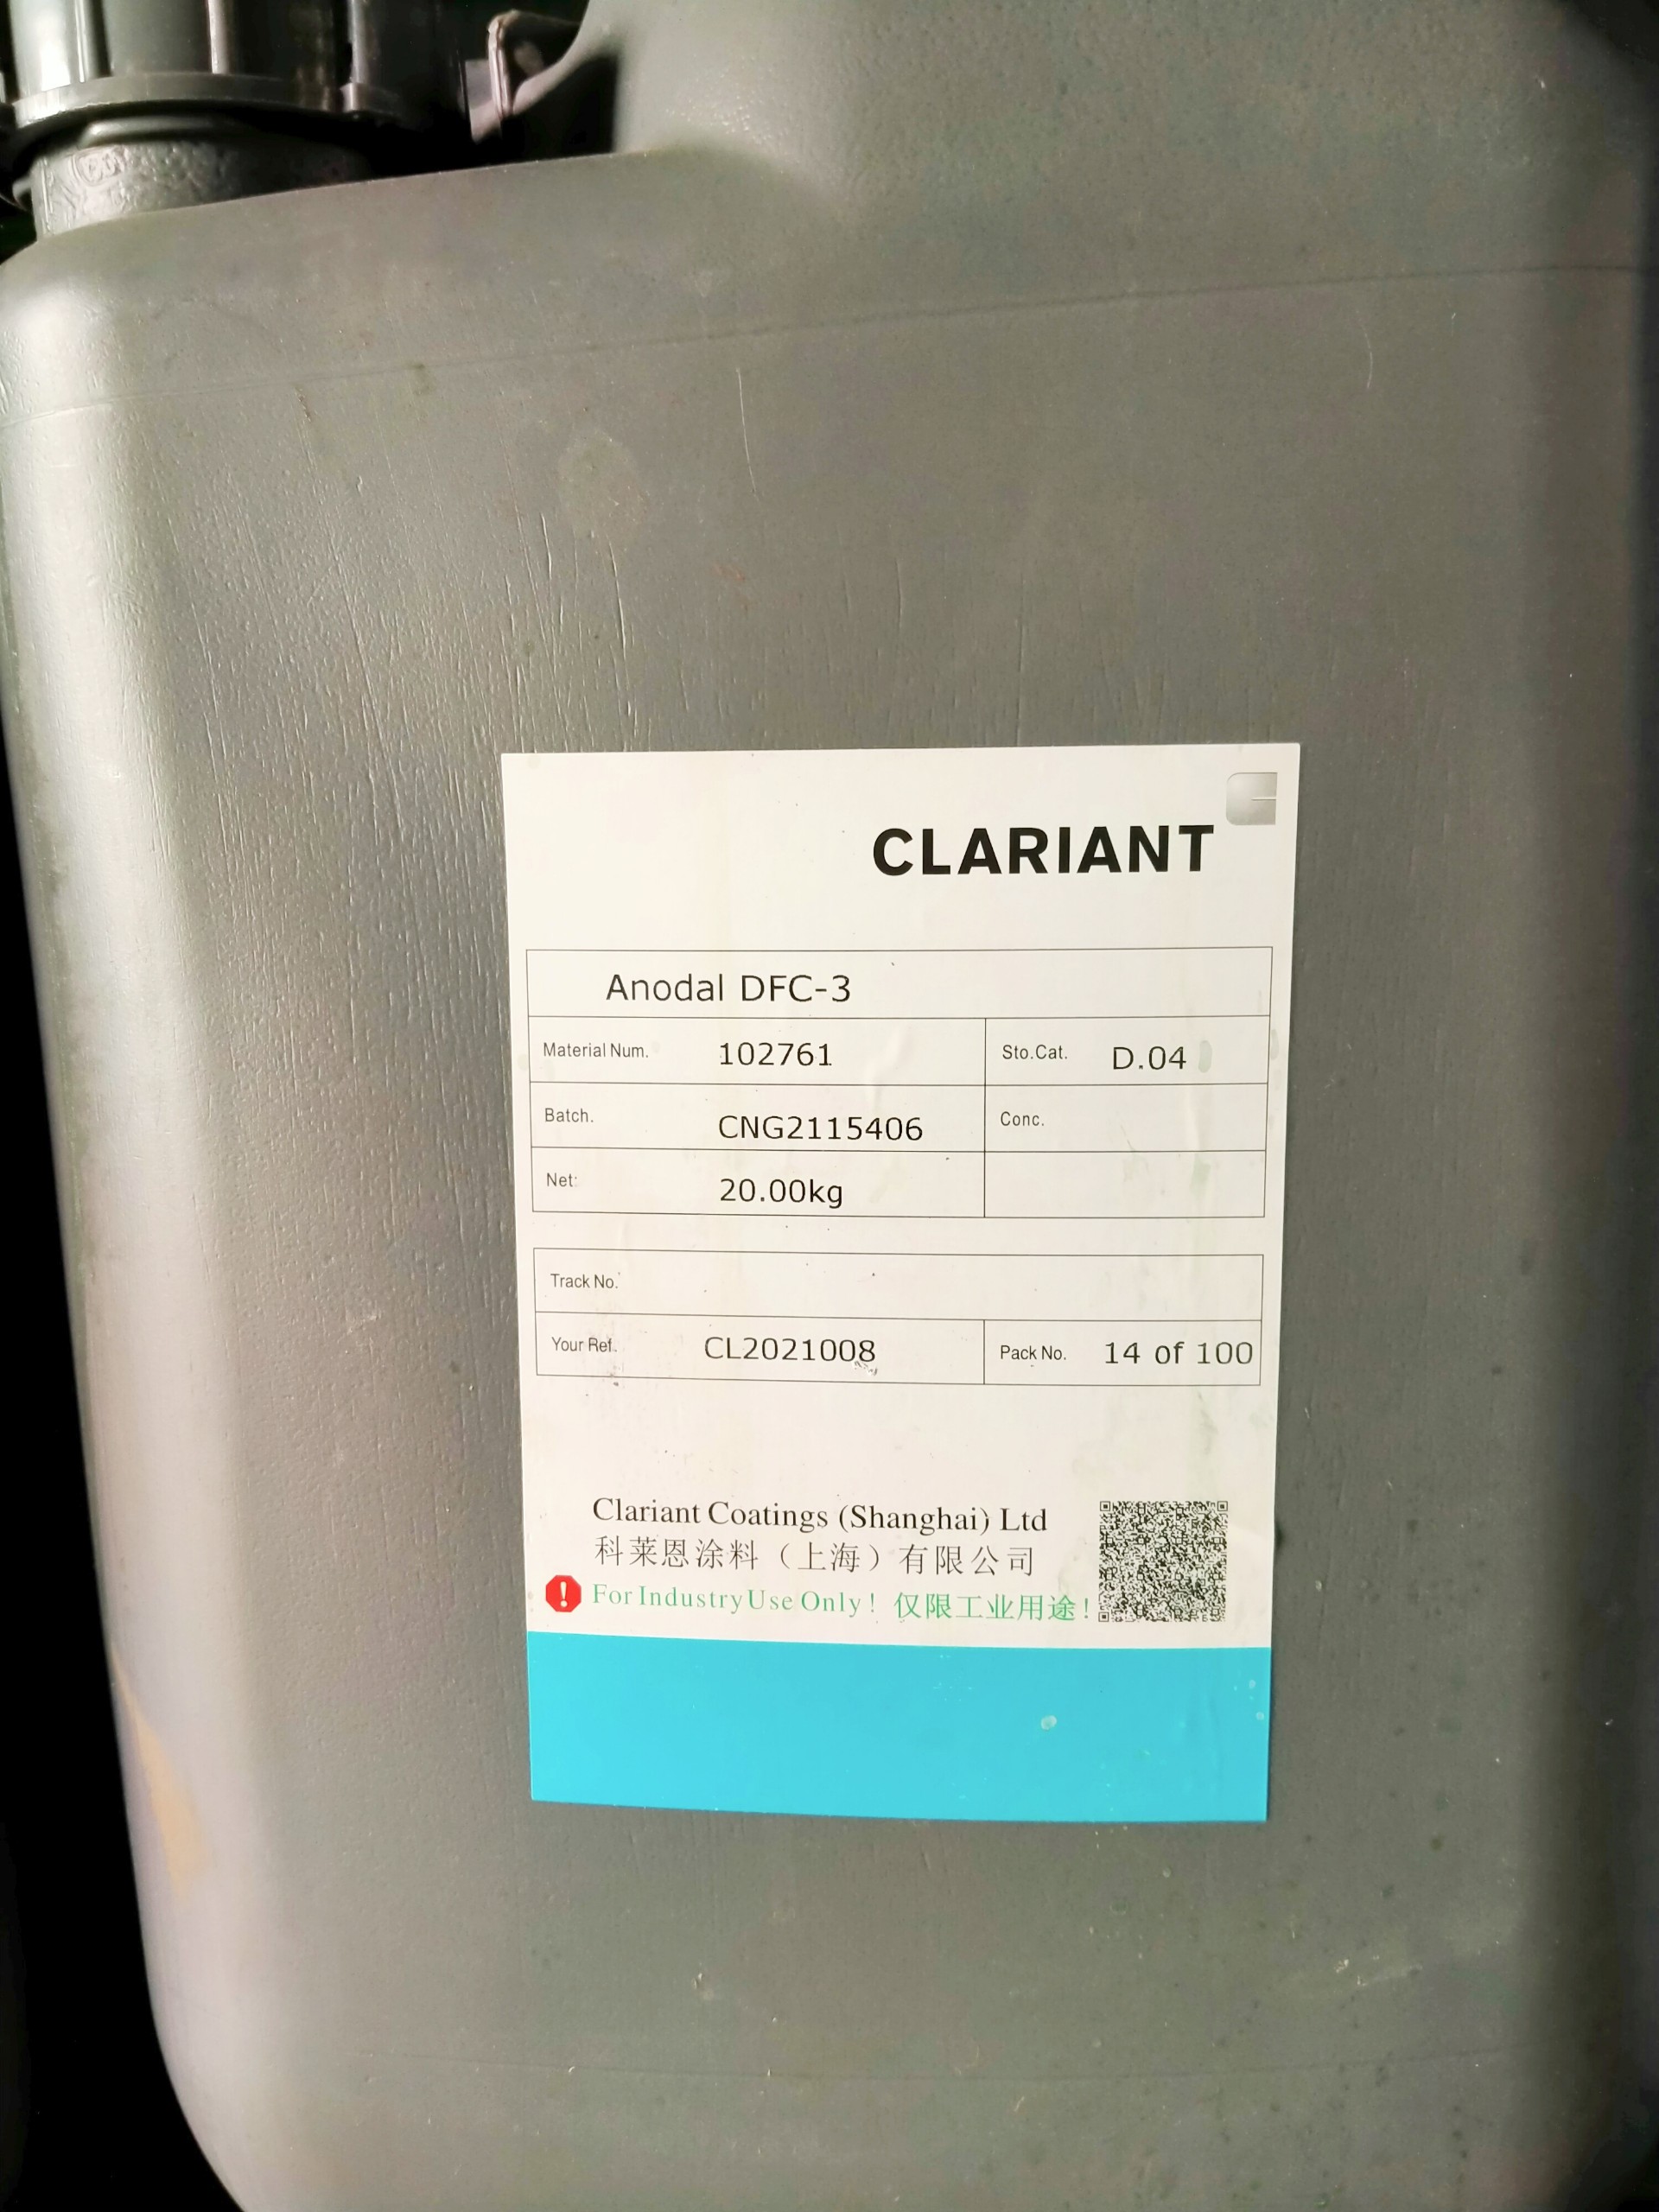 CLARIANT
Anodal DFC-3
Material Num. 102761 Sto.Cat. D.04
Batch. CNG2115406 Conc.
Net: 20.00kg
Track No.
Your Ref. CL2021008 Pack No. 14 of 100
Clariant Coatings (Shanghai) Ltd
科莱恩涂料（上海）有限公司
For Industry Use Only! 仅限工业用途!